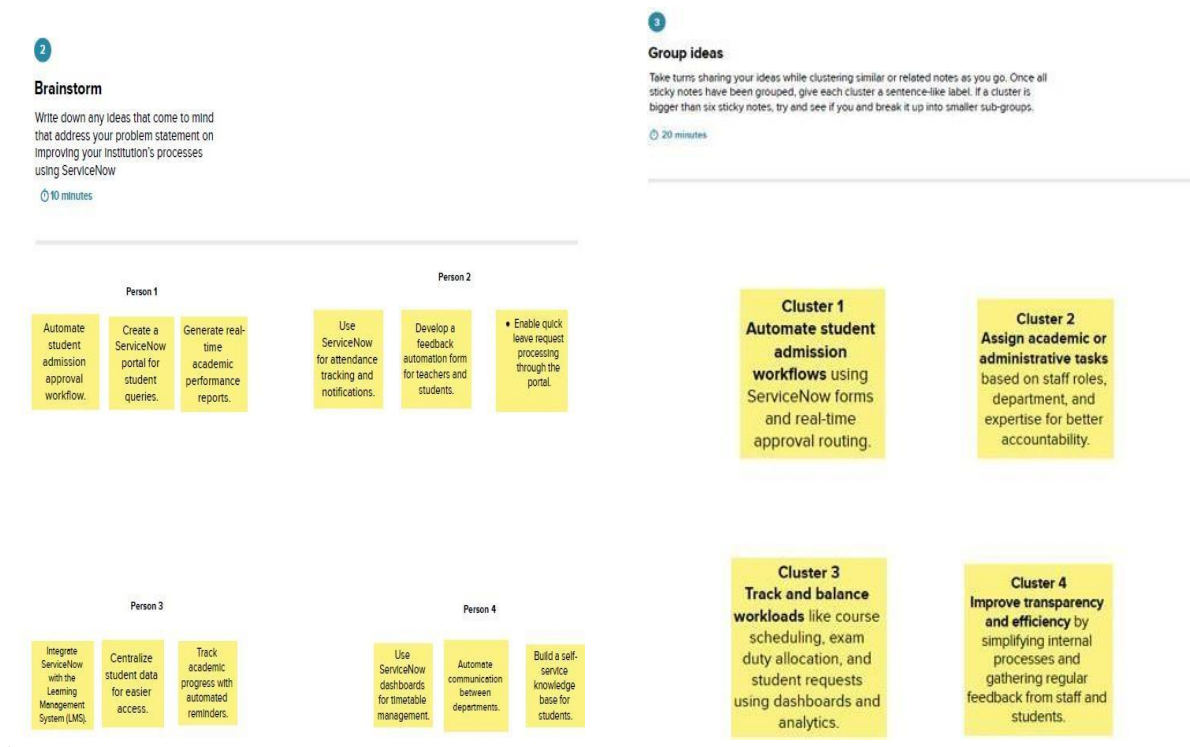 2
Brainstorm
Write down any ideas that come to mind
that address your problem statement on
improving your institution's processes
using ServiceNow
10 minutes
Person 1
Automate
student
admission
approval
workflow.
Create a
ServiceNow
portal for
student
queries.
Generate real-
time
academic
performance
reports.
Person 2
Use
ServiceNow
for attendance
tracking and
notifications.
Develop a
feedback
automation form
for teachers and
students.
• Enable quick
leave request
processing
through the
portal.
Person 3
Integrate
ServiceNow
with the
Learning
Management
System (LMS).
Centralize
student data
for easier
access.
Track
academic
progress with
automated
reminders.
Person 4
Use
ServiceNow
dashboards
for timetable
management.
Automate
communication
between
departments.
Build a self-
service
knowledge
base for
students.
3
Group ideas
Take turns sharing your ideas while clustering similar or related notes as you go. Once all
sticky notes have been grouped, give each cluster a sentence-like label. If a cluster is
bigger than six sticky notes, try and see if you and break it up into smaller sub-groups.
20 minutes
Cluster 1
Automate student
admission
workflows using
ServiceNow forms
and real-time
approval routing.
Cluster 2
Assign academic or
administrative tasks
based on staff roles,
department, and
expertise for better
accountability.
Cluster 3
Track and balance
workloads like course
scheduling, exam
duty allocation, and
student requests
using dashboards and
analytics.
Cluster 4
Improve transparency
and efficiency by
simplifying internal
processes and
gathering regular
feedback from staff and
students.